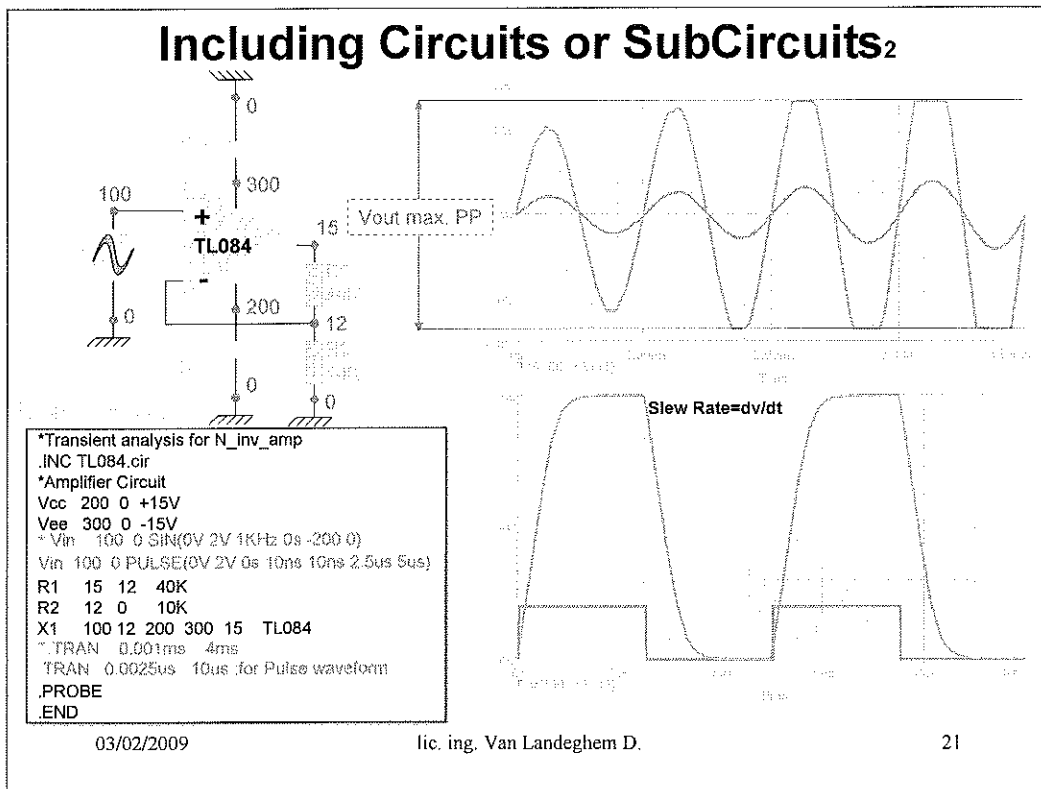 Including Circuits or SubCircuits2
0
300
100
+
TL084
-
15
Vout max. PP
200
12
0
0
0
Slew Rate=dv/dt
*Transient analysis for N_inv_amp
.INC TL084.cir
*Amplifier Circuit
Vcc 200 0 +15V
Vee 300 0 -15V
* Vin 100 0 SIN(0V 2V 1KHz 0s -200 0)
Vin 100 0 PULSE(0V 2V 0s 10ns 10ns 2.5us 5us)
R1 15 12 40K
R2 12 0 10K
X1 100 12 200 300 15 TL084
*.TRAN 0.001ms 4ms
.TRAN 0.0025us 10us ;for Pulse waveform
.PROBE
.END
03/02/2009
lic. ing. Van Landeghem D.
21